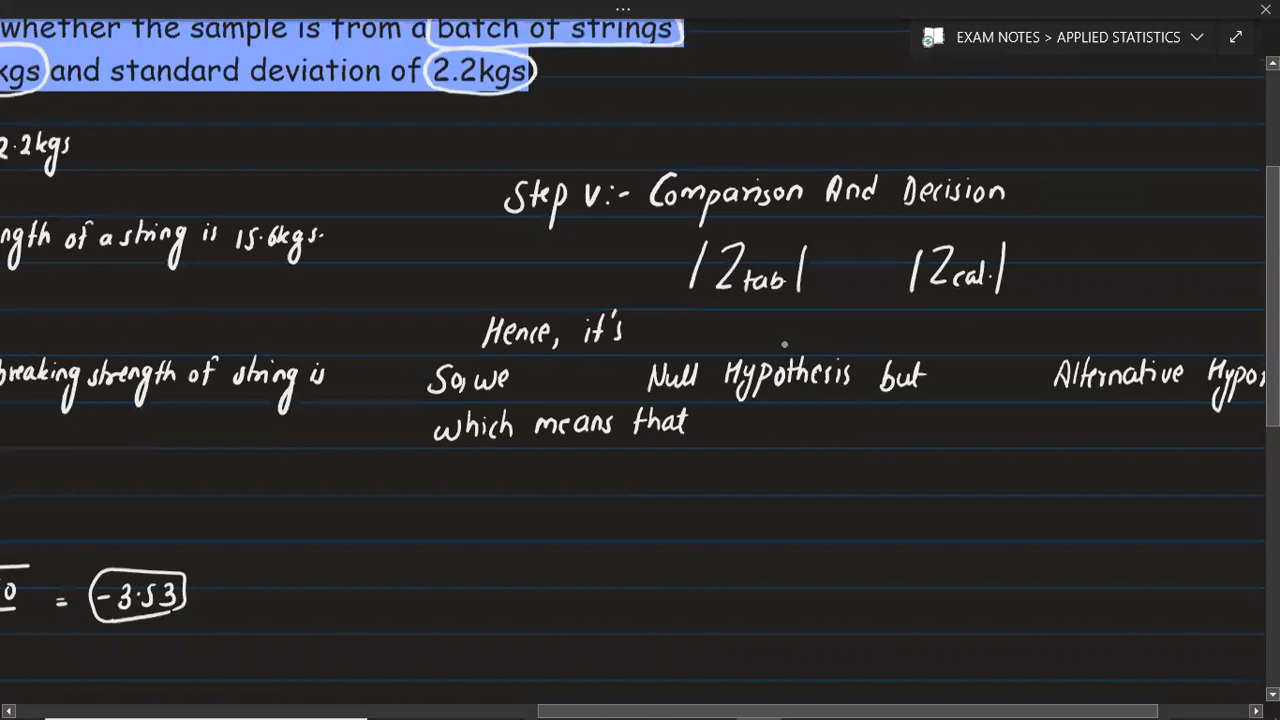 whether the sample is from a batch of strings
EXAM NOTES > APPLIED STATISTICS
kgs and standard deviation of 2.2kgs
2.2kgs
Step V:- Comparison And Decision
ngth of a string is 15.6kgs.
|Ztab| |Zcal.|
Hence, it's
breaking strength of string is
So, we Null Hypothesis but Alternative Hypos
which means that
0 = -3.53